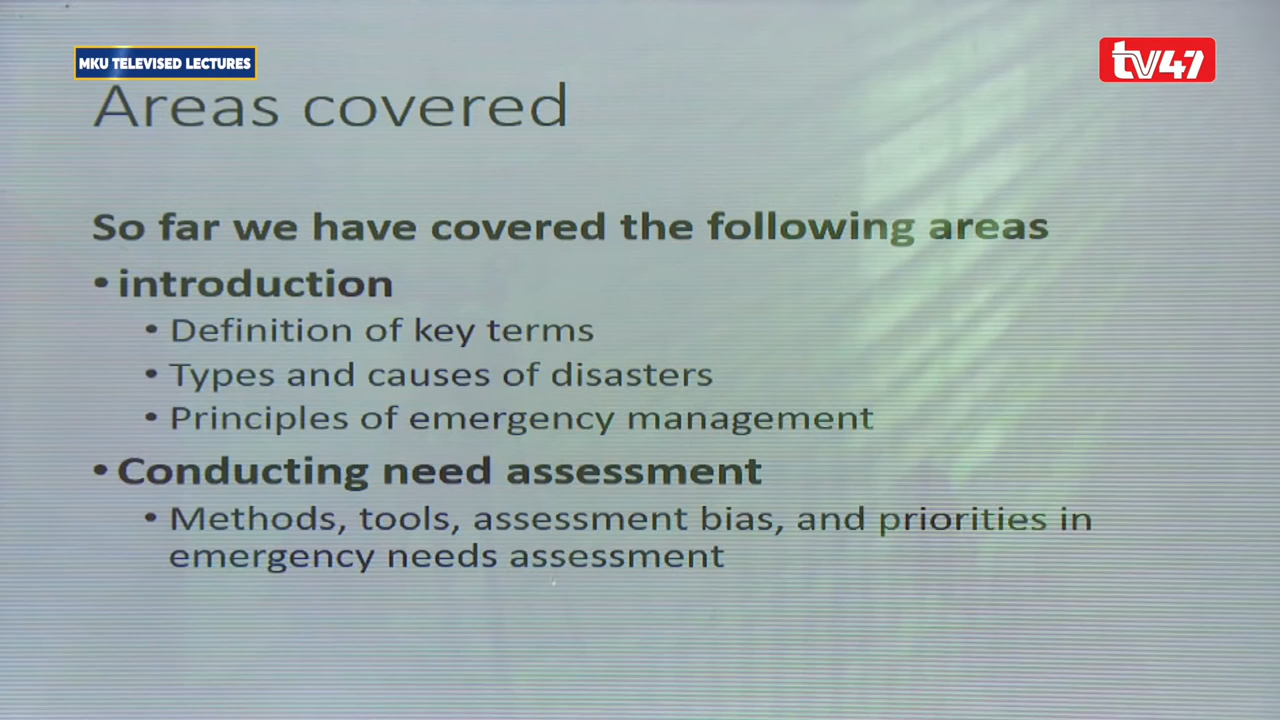 MKU TELEVISED LECTURES
tv47
Areas covered
So far we have covered the following areas
• introduction
• Definition of key terms
• Types and causes of disasters
• Principles of emergency management
• Conducting need assessment
• Methods, tools, assessment bias, and priorities in
emergency needs assessment